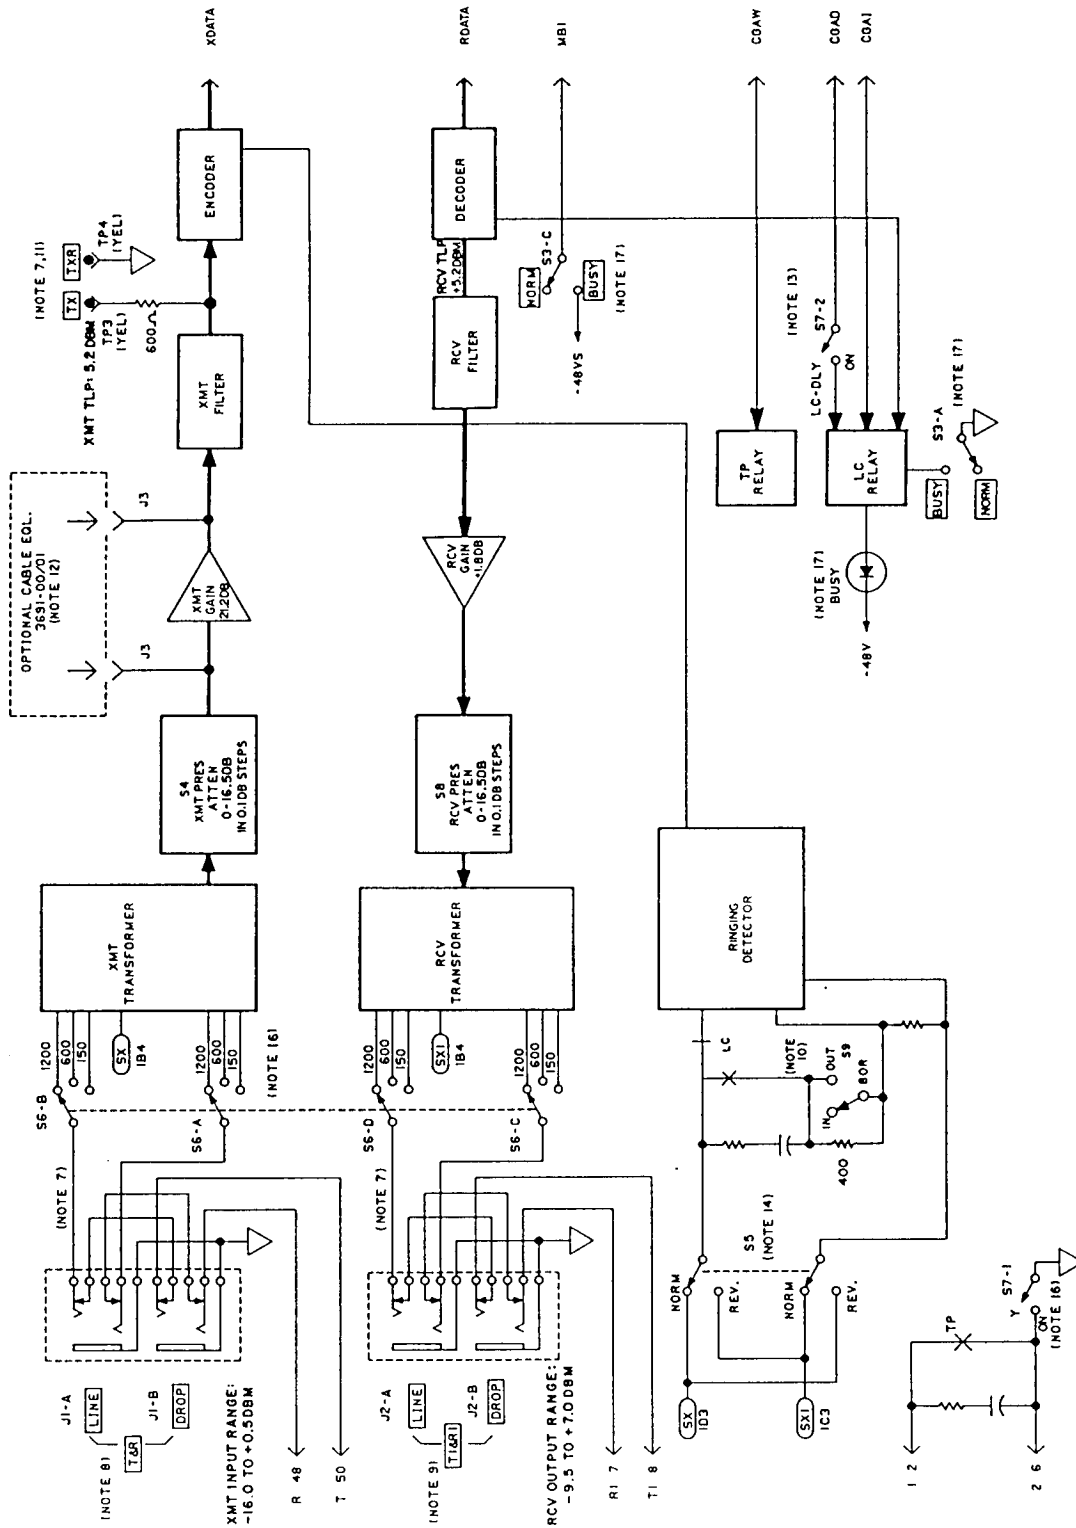 XDATA
RDATA
MB1
CGAW
CGAD
CGA1
ENCODER
(NOTE 7,11)
TX
TXR
TP3
(YEL)
TP4
(YEL)
XMT TLP: 5.2 DBM
600Ω
XMT
FILTER
OPTIONAL CABLE EQL.
3691-00/01
(NOTE 12)
J3
J3
XMT
GAIN
21.2DB
S4
XMT PRES
ATTEN
0-16.5DB
IN 0.1DB STEPS
XMT
TRANSFORMER
1200
600
150
SX
1B4
1200
600
150
(NOTE 16)
S6-B
S6-A
(NOTE 7)
J1-A
LINE
J1-B
DROP
(NOTE 8)
T&R
XMT INPUT RANGE:
-16.0 TO +0.5DBM
R 48
T 50
DECODER
RCV TLP
+5.2DBM
RCV
FILTER
RCV
GAIN
+1.8DB
S8
RCV PRES
ATTEN
0-16.5DB
IN 0.1DB STEPS
RCV
TRANSFORMER
1200
600
150
SX1
1B4
1200
600
150
S6-D
S6-C
(NOTE 7)
J2-A
LINE
J2-B
DROP
(NOTE 9)
T1&R1
RCV OUTPUT RANGE:
-9.5 TO +7.0DBM
R1 7
T1 8
NORM
S3-C
BUSY
(NOTE 17)
-48VS
TP
RELAY
LC-DLY
ON
S7-2
(NOTE 13)
LC
RELAY
BUSY
NORM
S3-A
(NOTE 17)
(NOTE 17)
BUSY
-48V
RINGING
DETECTOR
LC
(NOTE
10)
OUT
S9
IN
BOR
400
S5
(NOTE 14)
NORM
REV.
NORM
REV.
SX
1D3
SX1
1C3
TP
Y
ON
S7-1
(NOTE 16)
1 2
2 6